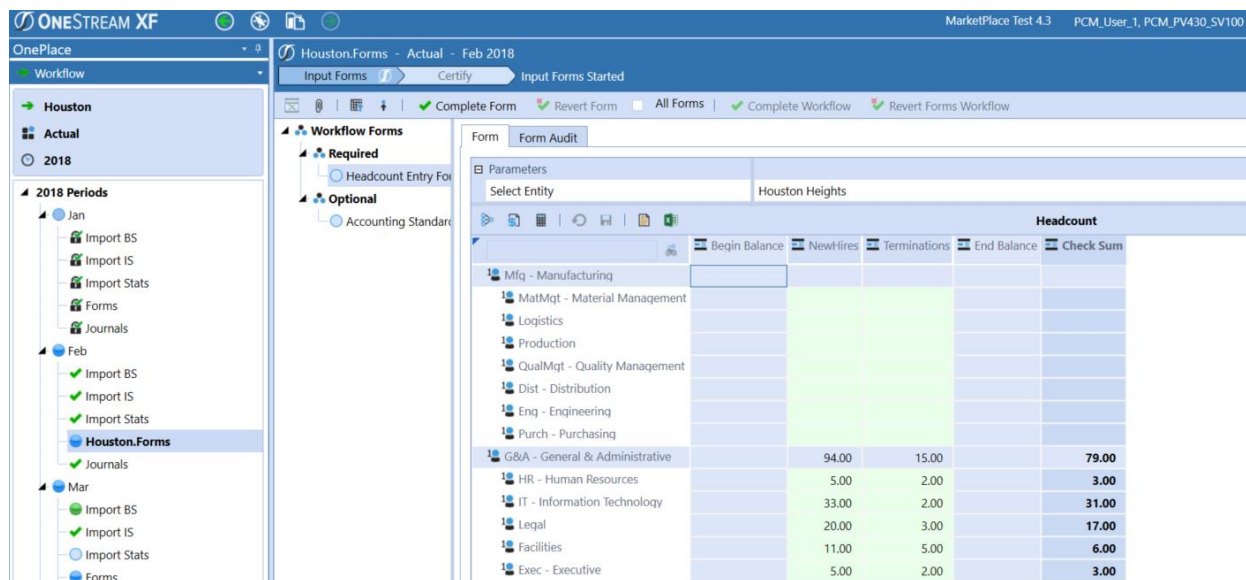 ONESTREAM XF
MarketPlace Test 4.3 PCM_User_1, PCM_PV430_SV100
OnePlace
Workflow
Houston
Actual
2018
2018 Periods
Jan
Import BS
Import IS
Import Stats
Forms
Journals
Feb
Import BS
Import IS
Import Stats
Houston.Forms
Journals
Mar
Import BS
Import IS
Import Stats
Forms
Houston.Forms - Actual - Feb 2018
Input Forms Certify Input Forms Started
Complete Form Revert Form All Forms Complete Workflow Revert Forms Workflow
Workflow Forms
Required
Headcount Entry For
Optional
Accounting Standard
Form Form Audit
Parameters
Select Entity Houston Heights
Headcount
Begin Balance NewHires Terminations End Balance Check Sum
Mfg - Manufacturing
MatMgt - Material Management
Logistics
Production
QualMgt - Quality Management
Dist - Distribution
Eng - Engineering
Purch - Purchasing
G&A - General & Administrative 94.00 15.00 79.00
HR - Human Resources 5.00 2.00 3.00
IT - Information Technology 33.00 2.00 31.00
Legal 20.00 3.00 17.00
Facilities 11.00 5.00 6.00
Exec - Executive 5.00 2.00 3.00